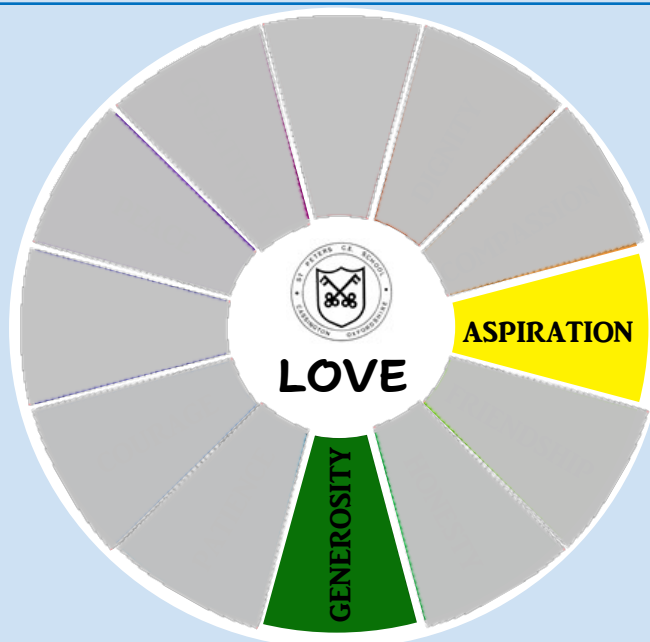 ST PETERS C.E. SCHOOL
CASSINGTON OXFORDSHIRE
LOVE
ASPIRATION
GENEROSITY